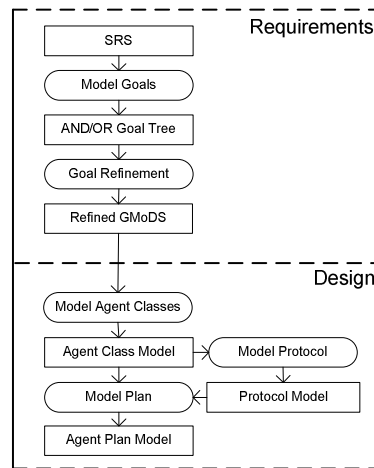 Requirements
SRS
Model Goals
AND/OR Goal Tree
Goal Refinement
Refined GMoDS
Design
Model Agent Classes
Agent Class Model
Model Protocol
Model Plan
Protocol Model
Agent Plan Model